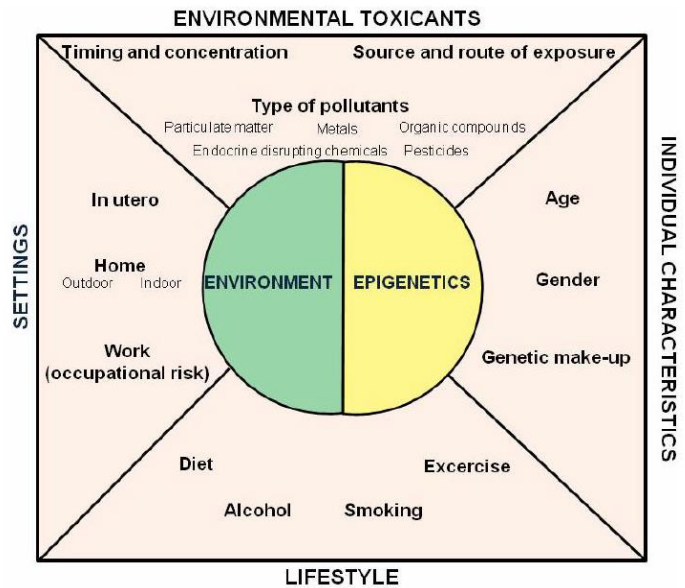 ENVIRONMENTAL TOXICANTS
Timing and concentration
Source and route of exposure
Type of pollutants
Particulate matter
Metals
Organic compounds
Endocrine disrupting chemicals
Pesticides
SETTINGS
In utero
Home
Outdoor
Indoor
Work
(occupational risk)
ENVIRONMENT
EPIGENETICS
Age
Gender
Genetic make-up
INDIVIDUAL CHARACTERISTICS
Diet
Alcohol
Smoking
Excercise
LIFESTYLE